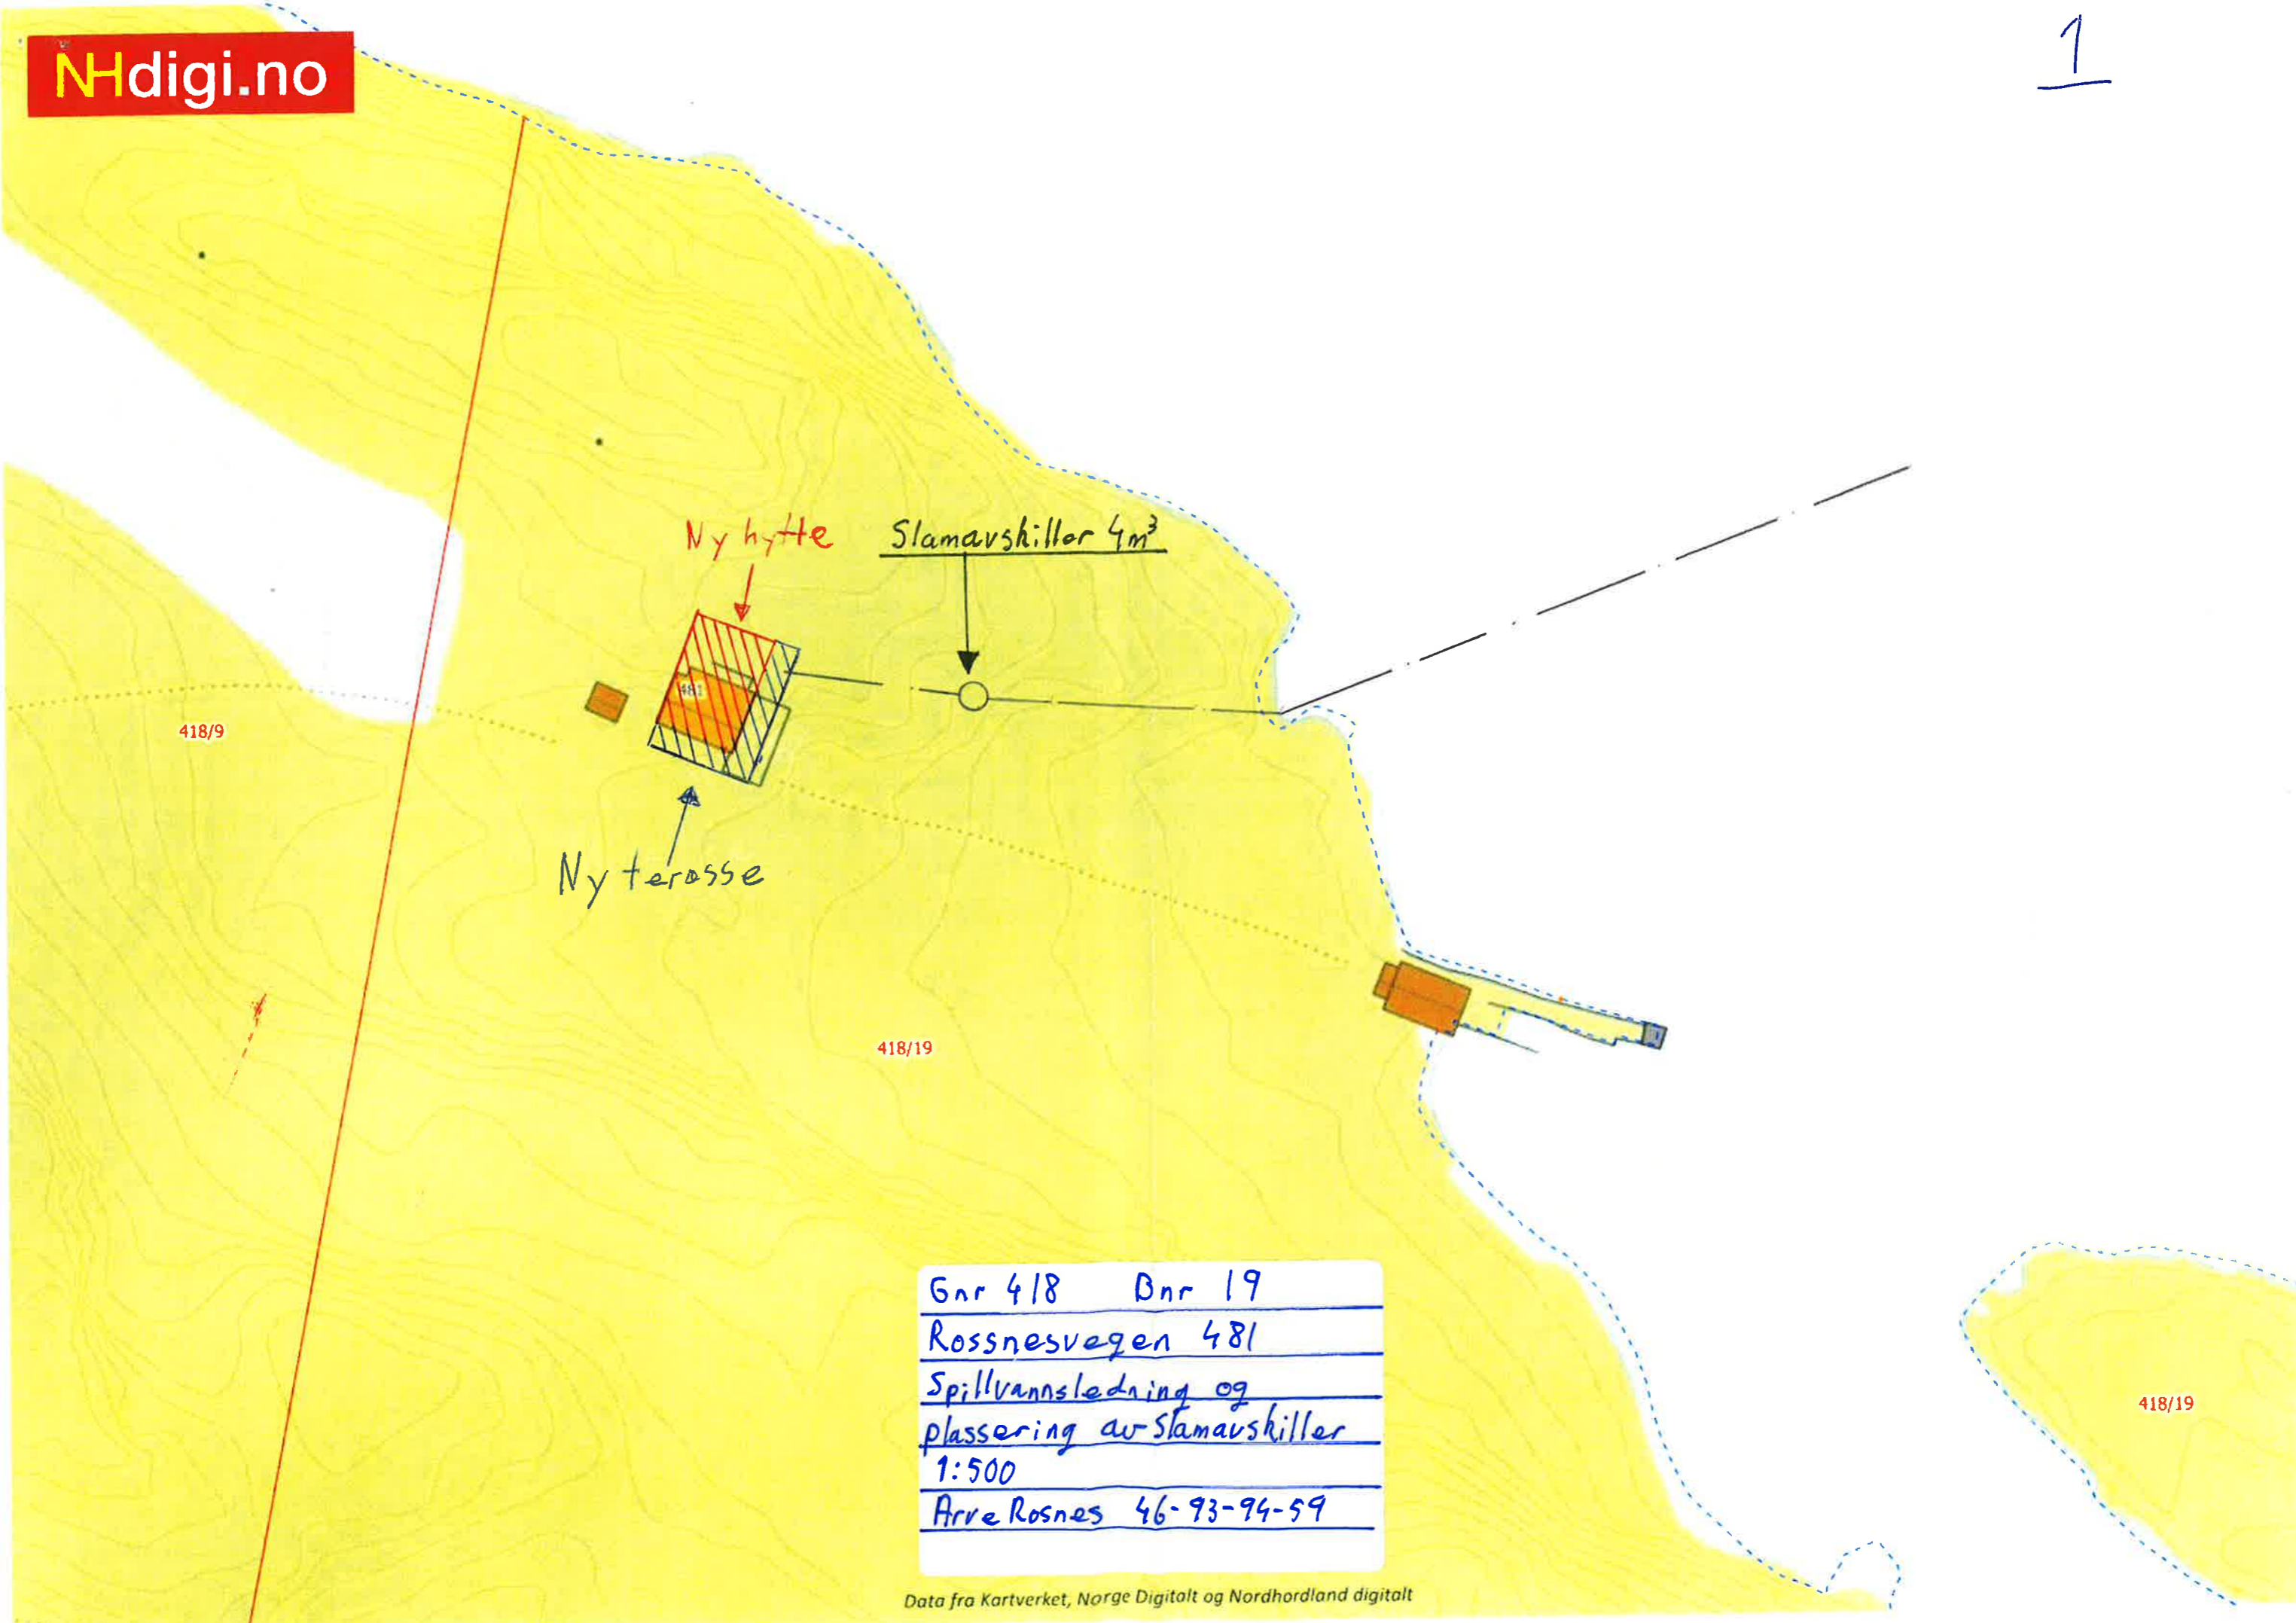 NHdigi.no
1
Ny hytte
Slamavskiller 4m³
481
418/9
Ny terasse
418/19
Gnr 418 Bnr 19
Rossnesvegen 481
Spillvannsledning og
plassering av Slamavskiller
1:500
Arve Rosnes 46-93-94-59
418/19
Data fra Kartverket, Norge Digitalt og Nordhordland digitalt